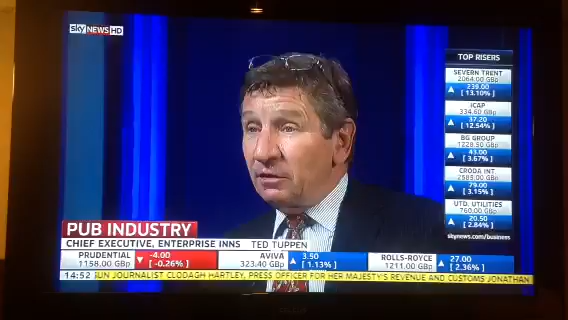 sky NEWS HD
TOP RISERS
SEVERN TRENT
2064.00 GBp
239.00
[ 13.10% ]
ICAP
334.60 GBp
37.20
[ 12.54% ]
BG GROUP
1228.50 GBp
43.00
[ 3.67% ]
CRODA INT.
2585.00 GBp
79.00
[ 3.15% ]
UTD. UTILITIES
760.00 GBp
20.50
[ 2.84% ]
skynews.com/business
PUB INDUSTRY
CHIEF EXECUTIVE, ENTERPRISE INNS TED TUPPEN
PRUDENTIAL
1158.00 GBp
-4.00
[ -0.26% ]
AVIVA
323.40 GBp
3.50
[ 1.13% ]
ROLLS-ROYCE
1211.00 GBp
27.00
[ 2.36% ]
14:52 SUN JOURNALIST CLODAGH HARTLEY, PRESS OFFICER FOR HER MAJESTY'S REVENUE AND CUSTOMS JONATHAN